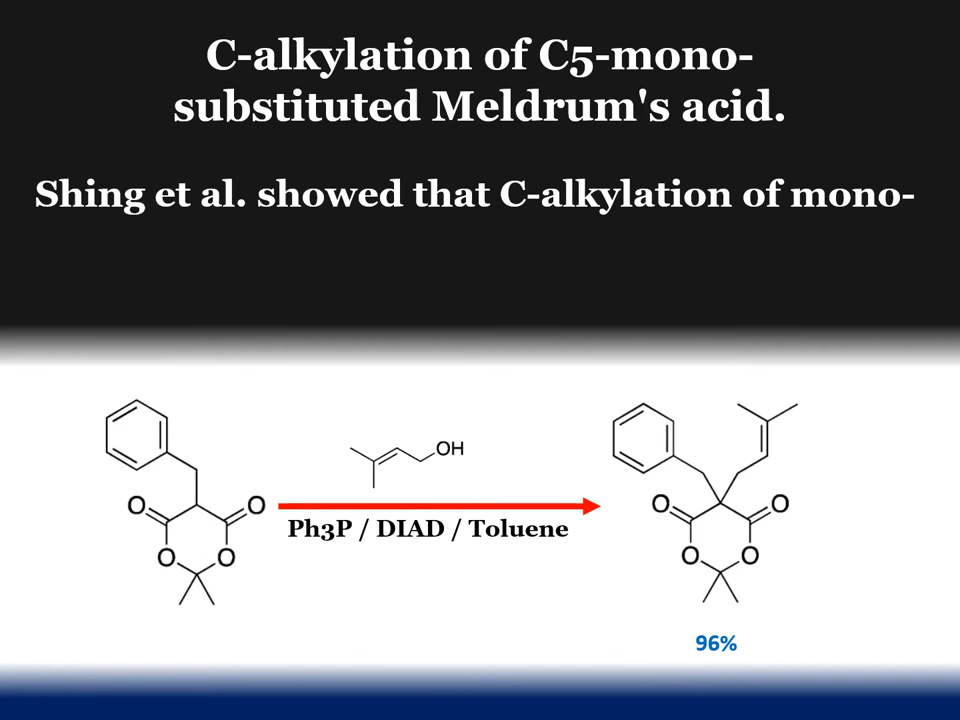 C-alkylation of C5-mono-
substituted Meldrum's acid.
Shing et al. showed that C-alkylation of mono-
OH
O O
O O
Ph3P / DIAD / Toluene
O O
O O
96%